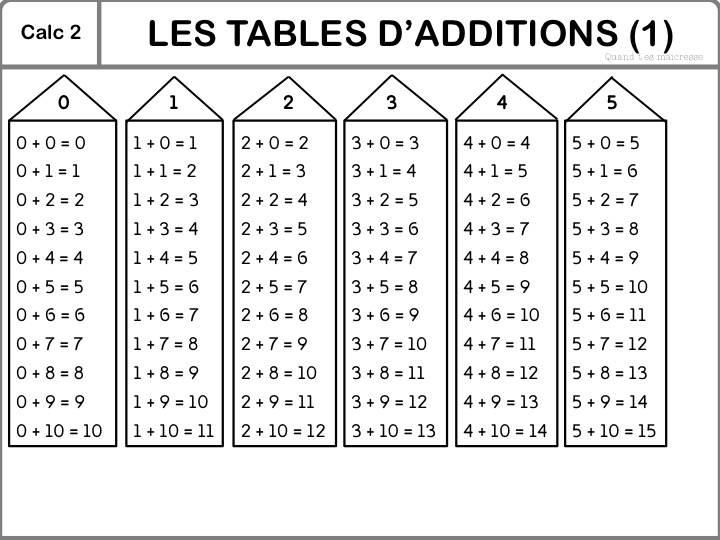 Calc 2
LES TABLES D'ADDITIONS (1)
Quand t es maicresse
0
0 + 0 = 0
0 + 1 = 1
0 + 2 = 2
0 + 3 = 3
0 + 4 = 4
0 + 5 = 5
0 + 6 = 6
0 + 7 = 7
0 + 8 = 8
0 + 9 = 9
0 + 10 = 10
1
1 + 0 = 1
1 + 1 = 2
1 + 2 = 3
1 + 3 = 4
1 + 4 = 5
1 + 5 = 6
1 + 6 = 7
1 + 7 = 8
1 + 8 = 9
1 + 9 = 10
1 + 10 = 11
2
2 + 0 = 2
2 + 1 = 3
2 + 2 = 4
2 + 3 = 5
2 + 4 = 6
2 + 5 = 7
2 + 6 = 8
2 + 7 = 9
2 + 8 = 10
2 + 9 = 11
2 + 10 = 12
3
3 + 0 = 3
3 + 1 = 4
3 + 2 = 5
3 + 3 = 6
3 + 4 = 7
3 + 5 = 8
3 + 6 = 9
3 + 7 = 10
3 + 8 = 11
3 + 9 = 12
3 + 10 = 13
4
4 + 0 = 4
4 + 1 = 5
4 + 2 = 6
4 + 3 = 7
4 + 4 = 8
4 + 5 = 9
4 + 6 = 10
4 + 7 = 11
4 + 8 = 12
4 + 9 = 13
4 + 10 = 14
5
5 + 0 = 5
5 + 1 = 6
5 + 2 = 7
5 + 3 = 8
5 + 4 = 9
5 + 5 = 10
5 + 6 = 11
5 + 7 = 12
5 + 8 = 13
5 + 9 = 14
5 + 10 = 15